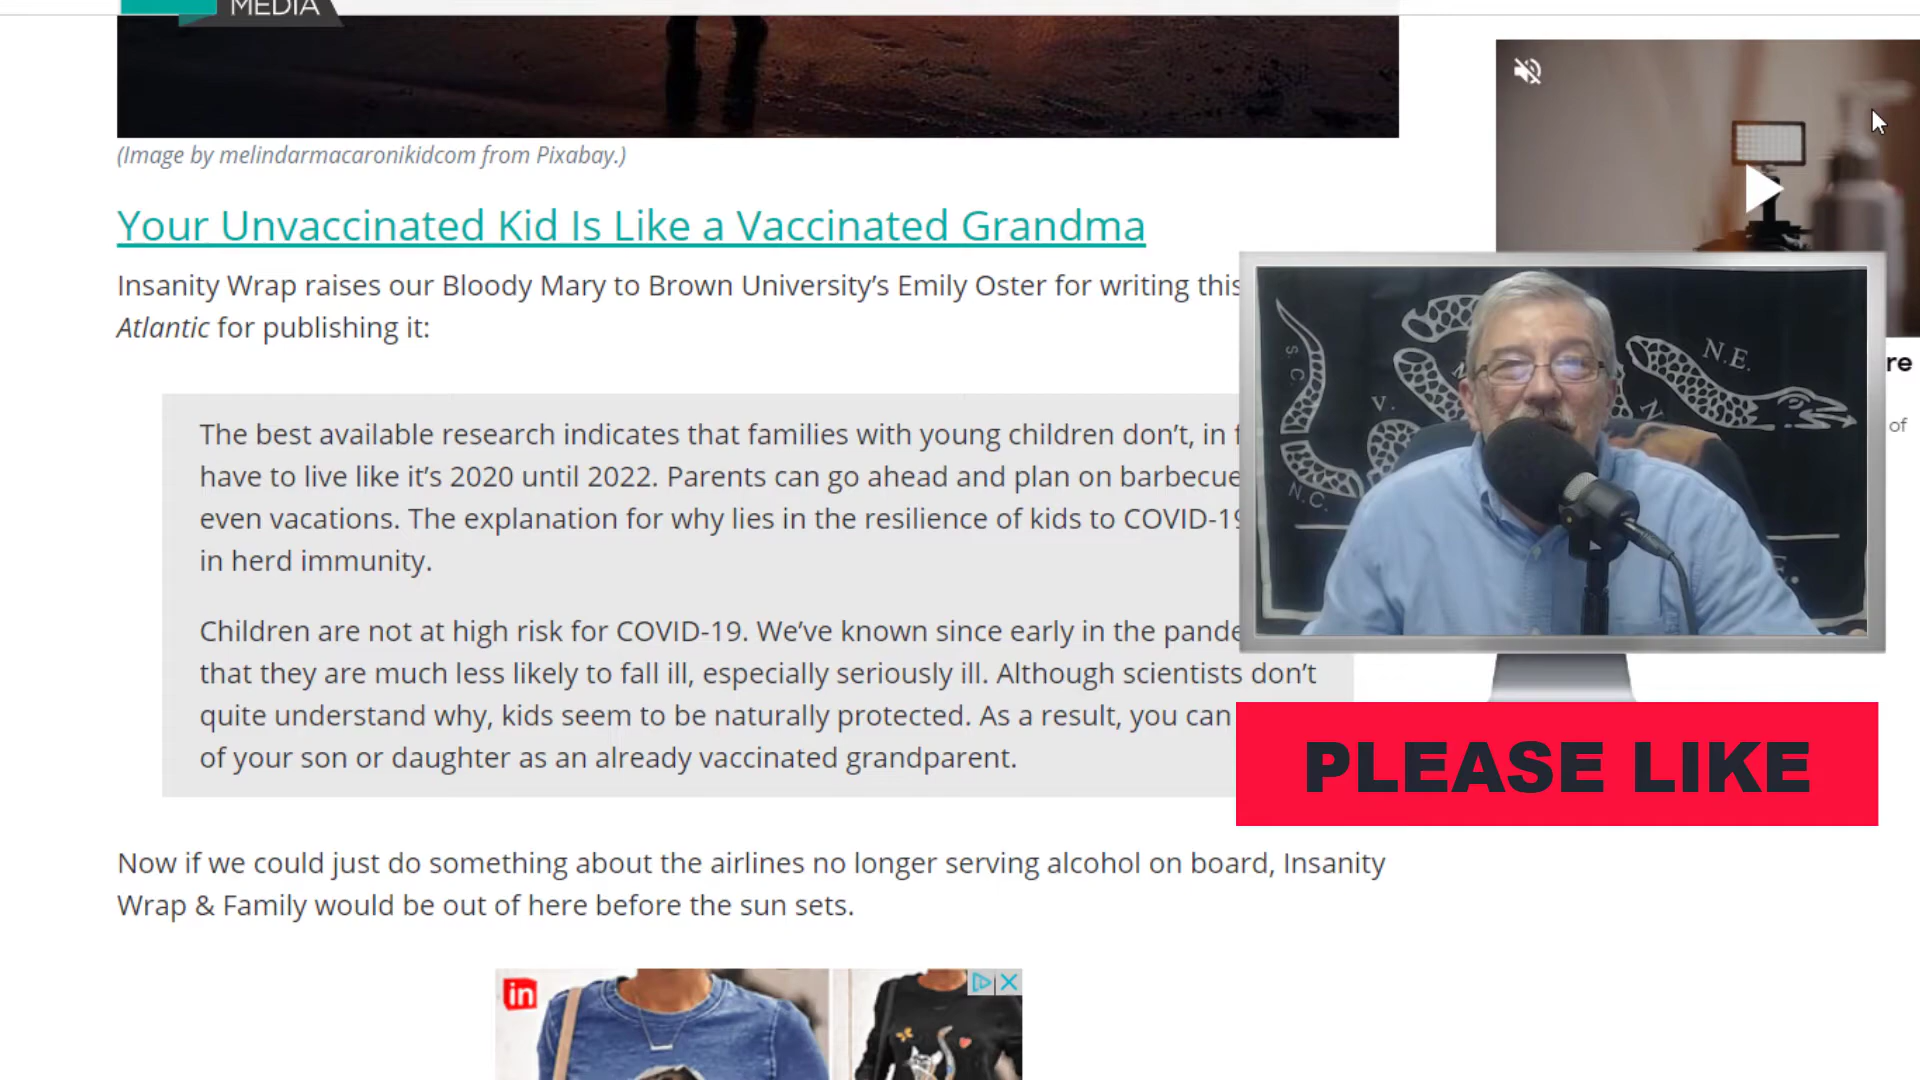 MEDIA
(Image by melindarmacaronikidcom from Pixabay.)
Your Unvaccinated Kid Is Like a Vaccinated Grandma
Insanity Wrap raises our Bloody Mary to Brown University’s Emily Oster for writing this
Atlantic for publishing it:
The best available research indicates that families with young children don’t, in f
have to live like it’s 2020 until 2022. Parents can go ahead and plan on barbecue
even vacations. The explanation for why lies in the resilience of kids to COVID-19
in herd immunity.
Children are not at high risk for COVID-19. We’ve known since early in the pande
that they are much less likely to fall ill, especially seriously ill. Although scientists don’t
quite understand why, kids seem to be naturally protected. As a result, you can
of your son or daughter as an already vaccinated grandparent.
Now if we could just do something about the airlines no longer serving alcohol on board, Insanity
Wrap & Family would be out of here before the sun sets.
re
of
S. C.
N.C.
V.
N.E.
PLEASE LIKE
in